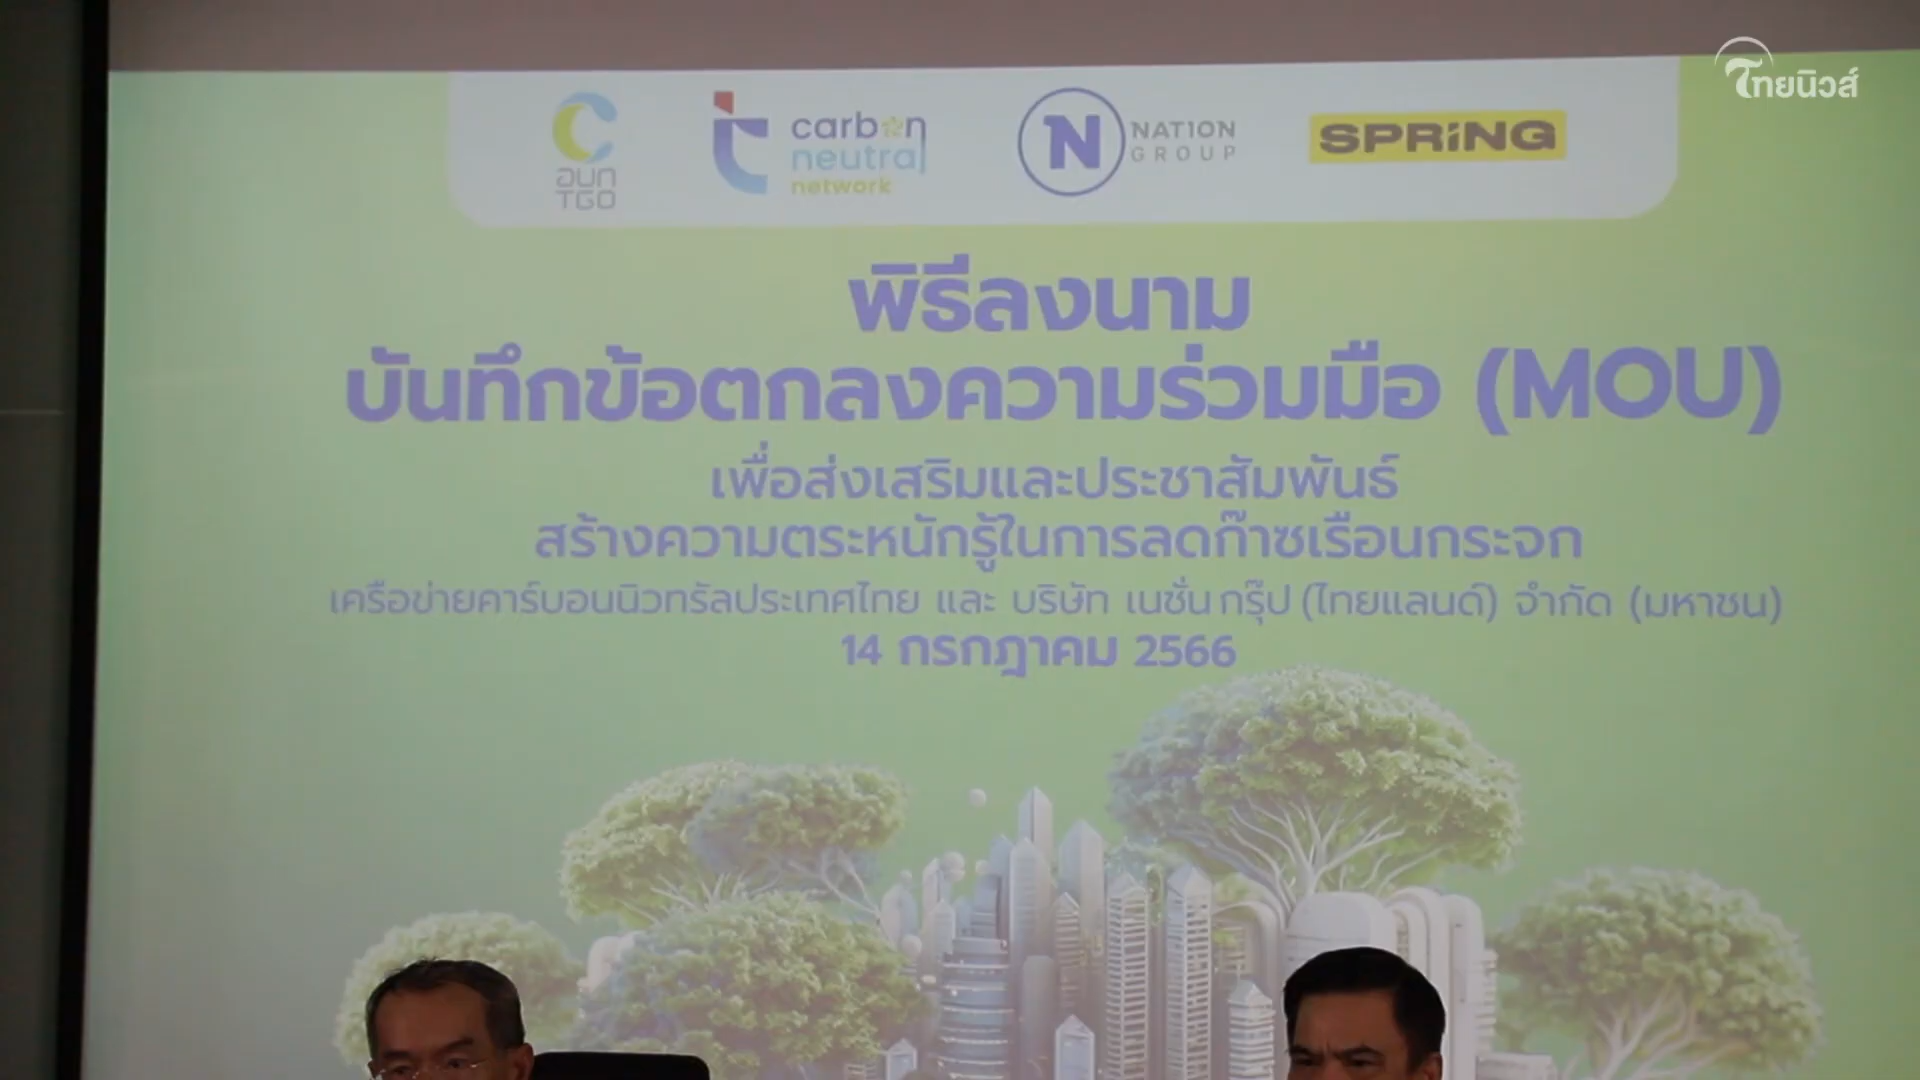 ไทยนิวส์
อบก
TGO
carbon
neutral
network
N
NATION
GROUP
SPRiNG
พิธีลงนาม
บันทึกข้อตกลงความร่วมมือ (MOU)
เพื่อส่งเสริมและประชาสัมพันธ์
สร้างความตระหนักรู้ในการลดก๊าซเรือนกระจก
เครือข่ายคาร์บอนนิวทรัลประเทศไทย และ บริษัท เนชั่น กรุ๊ป (ไทยแลนด์) จำกัด (มหาชน)
14 กรกฎาคม 2566